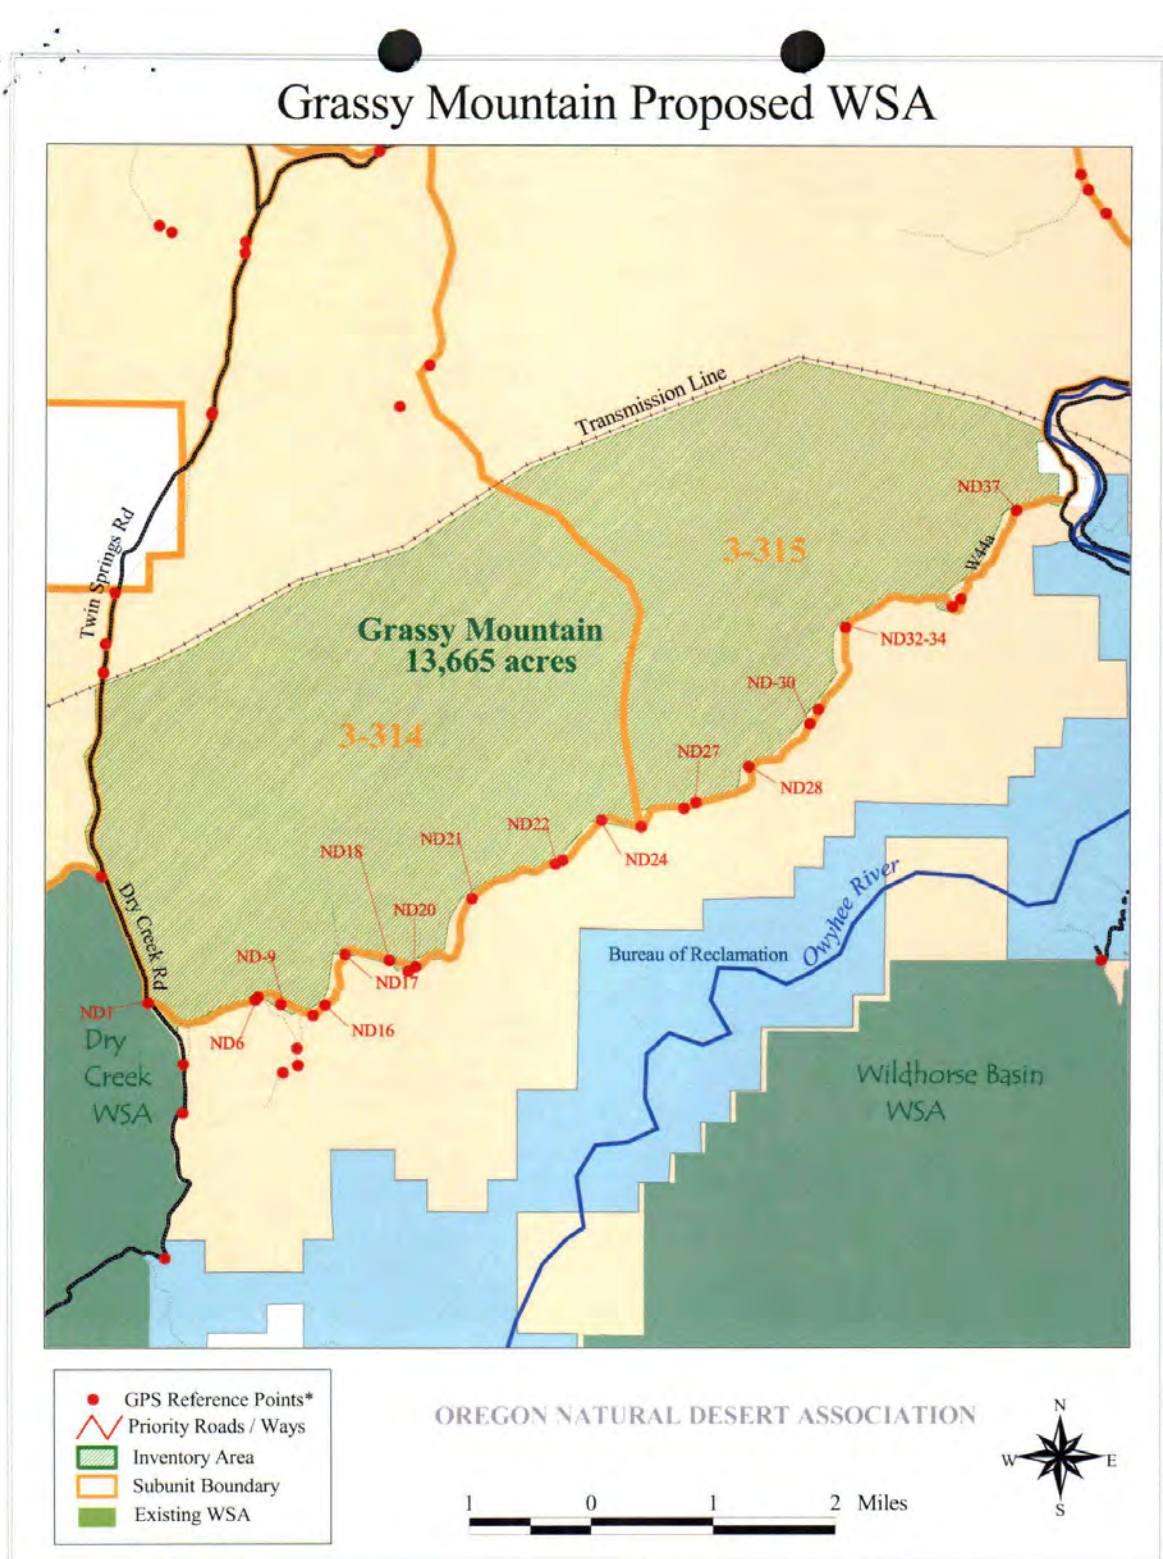 Grassy Mountain Proposed WSA
Transmission Line
ND37
Twin Springs Rd
3-315
W44a
Grassy Mountain
13,665 acres
ND32-34
ND-30
3-314
ND27
ND28
ND22
ND21
ND18
ND24
Dry Creek Rd
ND20
Owyhee River
Bureau of Reclamation
ND-9
ND17
ND1
ND6
ND16
Dry
Creek
WSA
Wildhorse Basin
WSA
GPS Reference Points*
Priority Roads / Ways
Inventory Area
Subunit Boundary
Existing WSA
OREGON NATURAL DESERT ASSOCIATION
N
W
E
S
1 0 1 2 Miles